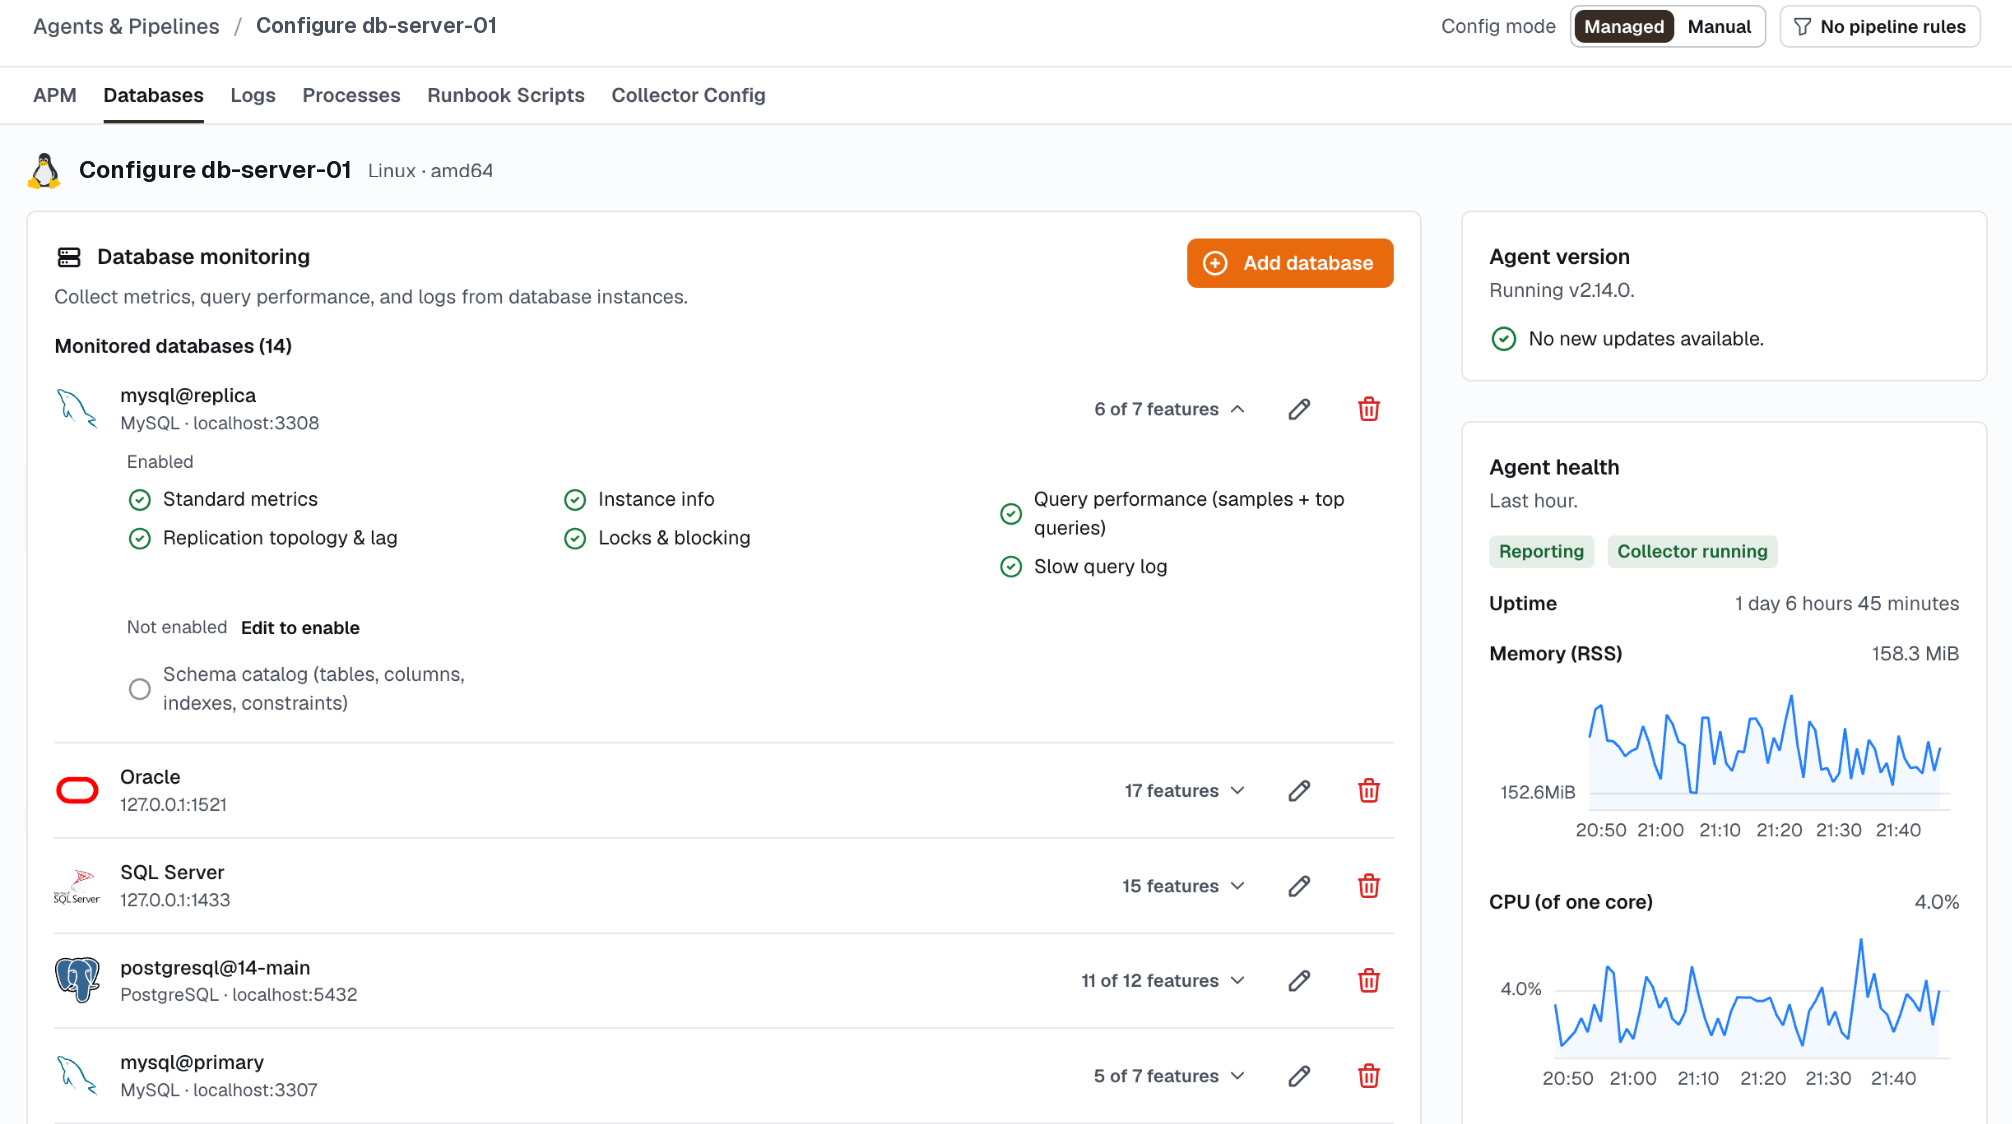 Agents & Pipelines / Configure db-server-01
Config mode Managed Manual No pipeline rules
APM Databases Logs Processes Runbook Scripts Collector Config
Configure db-server-01 Linux · amd64
Database monitoring
Add database
Collect metrics, query performance, and logs from database instances.
Monitored databases (14)
mysql@replica
MySQL · localhost:3308
6 of 7 features
Enabled
Standard metrics
Instance info
Query performance (samples + top
queries)
Replication topology & lag
Locks & blocking
Slow query log
Not enabled Edit to enable
Schema catalog (tables, columns,
indexes, constraints)
Oracle
127.0.0.1:1521
17 features
SQL Server
SQL Server
127.0.0.1:1433
15 features
postgresql@14-main
PostgreSQL · localhost:5432
11 of 12 features
mysql@primary
MySQL · localhost:3307
5 of 7 features
Agent version
Running v2.14.0.
No new updates available.
Agent health
Last hour.
Reporting Collector running
Uptime 1 day 6 hours 45 minutes
Memory (RSS) 158.3 MiB
152.6MiB
20:50 21:00 21:10 21:20 21:30 21:40
CPU (of one core) 4.0%
4.0%
20:50 21:00 21:10 21:20 21:30 21:40